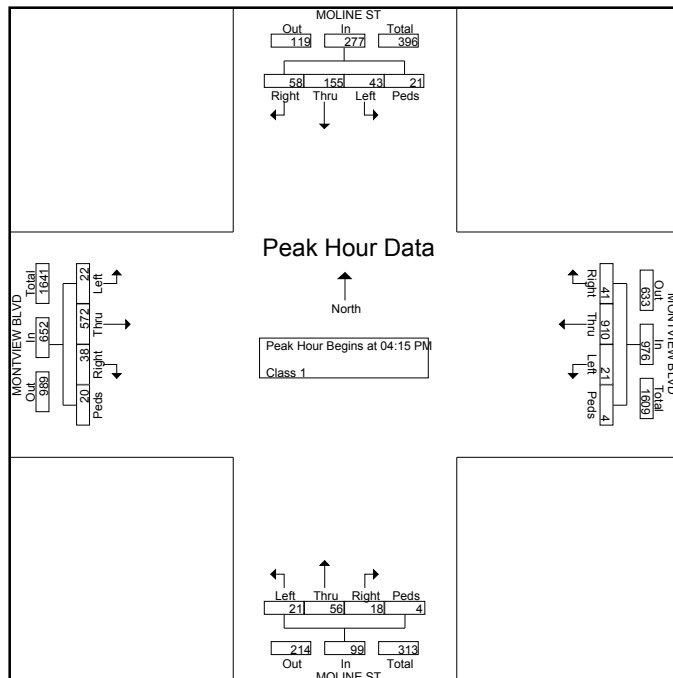 MOLINE ST
Out In Total
119 277 396
58 155 43 21
Right Thru Left Peds
Peak Hour Data
North
Peak Hour Begins at 04:15 PM
Class 1
MONTVIEW BLVD
Total In Out
1641 652 989
22 572 38 20
Left Thru Right Peds
MONTVIEW BLVD
Out In Total
633 976 1609
41 910 21 4
Right Thru Left Peds
Left Thru Right Peds
21 56 18 4
214 99 313
Out In Total
MOLINE ST